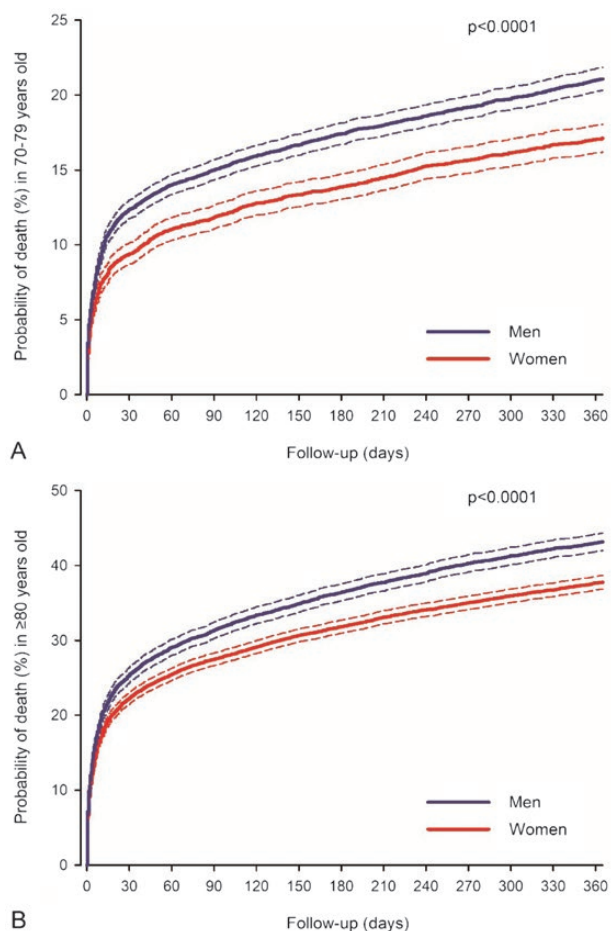 p<0.0001
Probability of death (%) in 70-79 years old
25
20
15
10
5
0
Men
Women
0 30 60 90 120 150 180 210 240 270 300 330 360
A
Follow-up (days)
p<0.0001
Probability of death (%) in ≥80 years old
50
40
30
20
10
0
Men
Women
0 30 60 90 120 150 180 210 240 270 300 330 360
B
Follow-up (days)